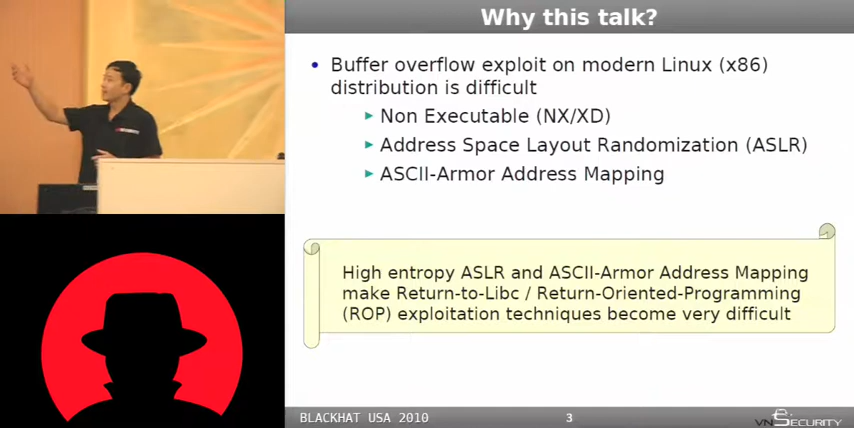 Why this talk?
Buffer overflow exploit on modern Linux (x86)
distribution is difficult
Non Executable (NX/XD)
Address Space Layout Randomization (ASLR)
ASCII-Armor Address Mapping
High entropy ASLR and ASCII-Armor Address Mapping
make Return-to-Libc / Return-Oriented-Programming
(ROP) exploitation techniques become very difficult
BLACKHAT USA 2010
3
VNSECURITY